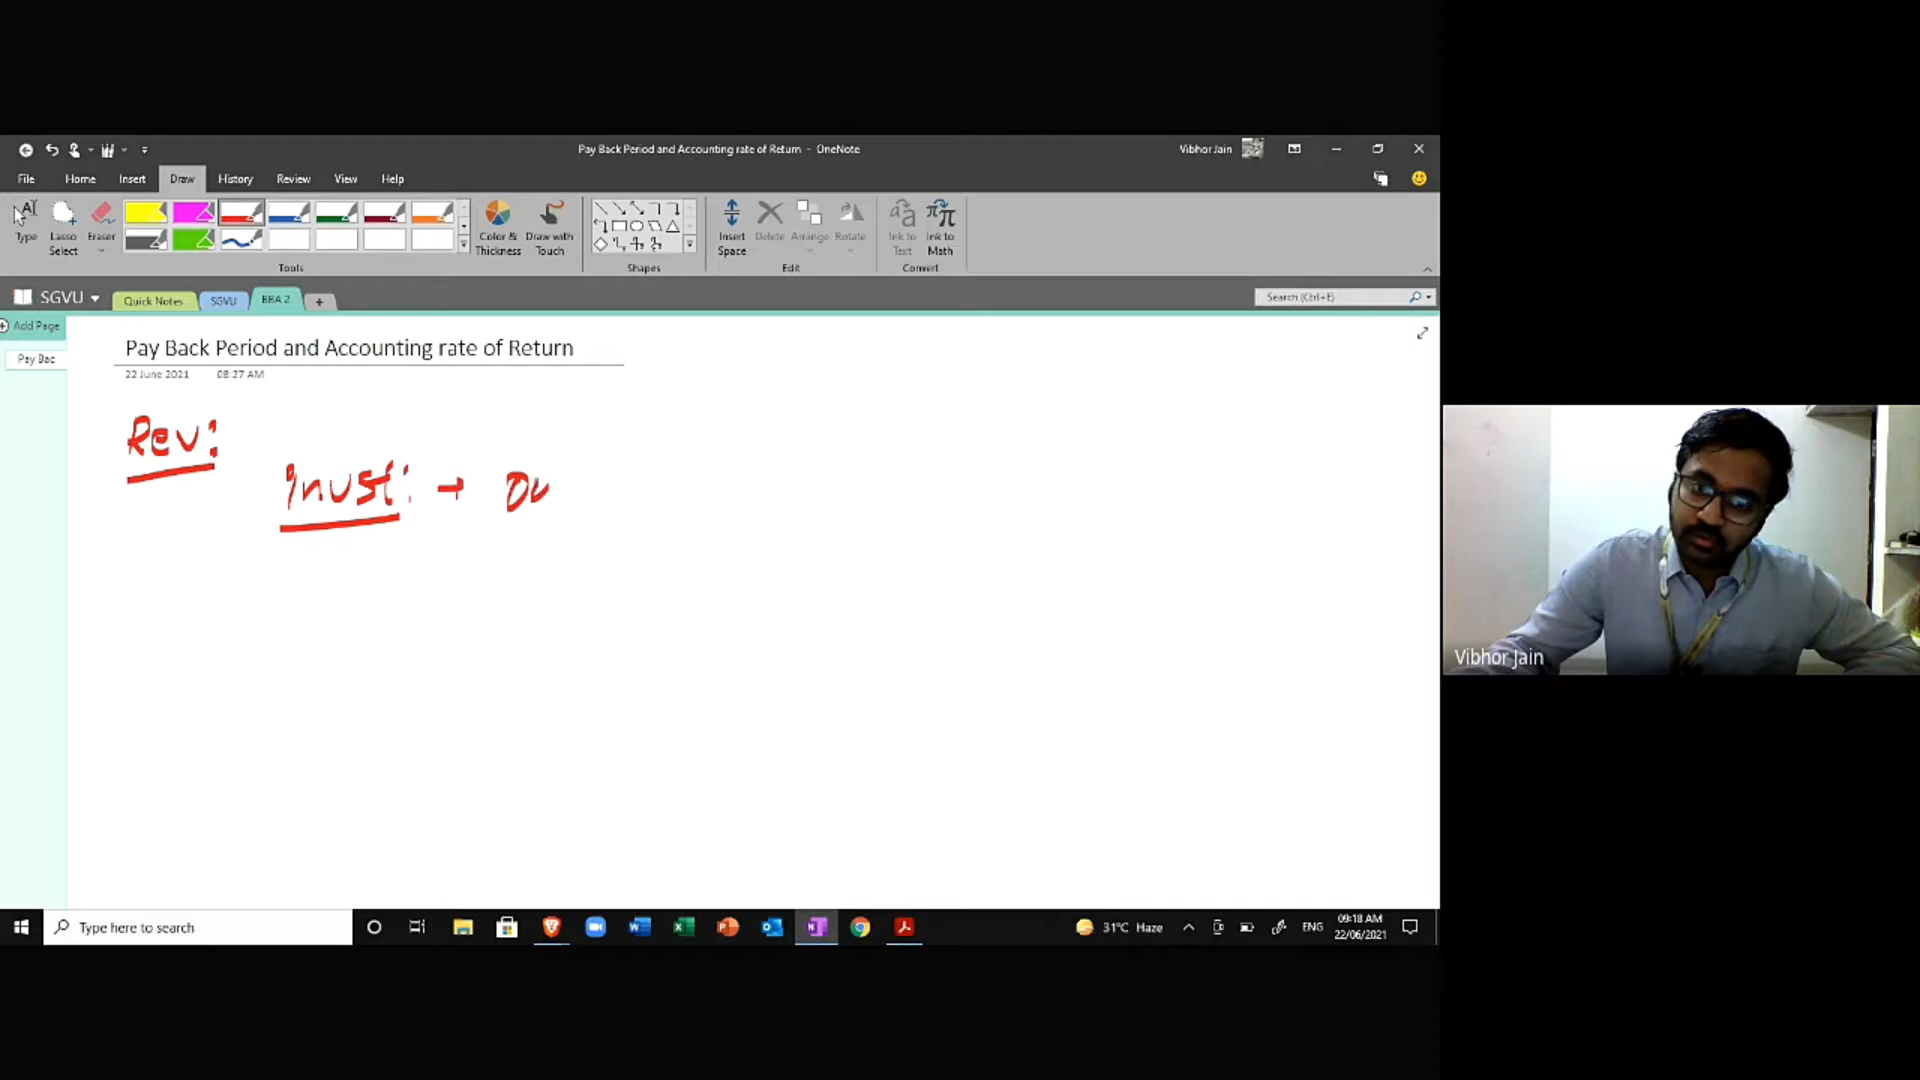 Pay Back Period and Accounting rate of Return - OneNote
Vibhor Jain
File Home Insert Draw History Review View Help
Type
Lasso Select
Eraser
Color & Thickness
Draw with Touch
Insert Space
Delete
Arrange
Rotate
Ink to Text
Ink to Math
Tools
Shapes
Edit
Convert
SGVU
Quick Notes
SGVU
BBA 2
Search (Ctrl+E)
Add Page
Pay Bac
Pay Back Period and Accounting rate of Return
22 June 2021 08:27 AM
Rev:
Invst: →
Vibhor Jain
Type here to search
31°C Haze
ENG
09:18 AM
22/06/2021